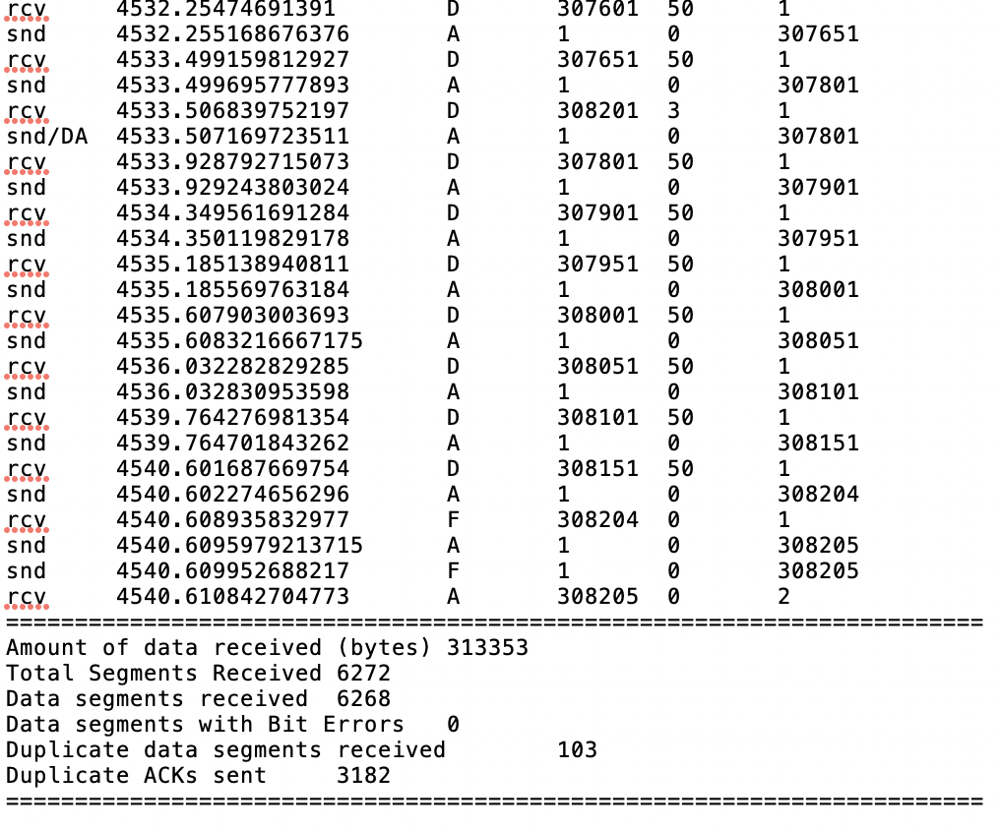 rcv 4532.25474691391 D 307601 50 1
snd 4532.255168676376 A 1 0 307651
rcv 4533.499159812927 D 307651 50 1
snd 4533.499695777893 A 1 0 307801
rcv 4533.506839752197 D 308201 3 1
snd/DA 4533.507169723511 A 1 0 307801
rcv 4533.928792715073 D 307801 50 1
snd 4533.929243803024 A 1 0 307901
rcv 4534.349561691284 D 307901 50 1
snd 4534.350119829178 A 1 0 307951
rcv 4535.185138940811 D 307951 50 1
snd 4535.185569763184 A 1 0 308001
rcv 4535.607903003693 D 308001 50 1
snd 4535.6083216667175 A 1 0 308051
rcv 4536.032282829285 D 308051 50 1
snd 4536.032830953598 A 1 0 308101
rcv 4539.764276981354 D 308101 50 1
snd 4539.764701843262 A 1 0 308151
rcv 4540.601687669754 D 308151 50 1
snd 4540.602274656296 A 1 0 308204
rcv 4540.608935832977 F 308204 0 1
snd 4540.6095979213715 A 1 0 308205
snd 4540.609952688217 F 1 0 308205
rcv 4540.610842704773 A 308205 0 2
=======================================================================
Amount of data received (bytes) 313353
Total Segments Received 6272
Data segments received 6268
Data segments with Bit Errors 0
Duplicate data segments received 103
Duplicate ACKs sent 3182
=======================================================================